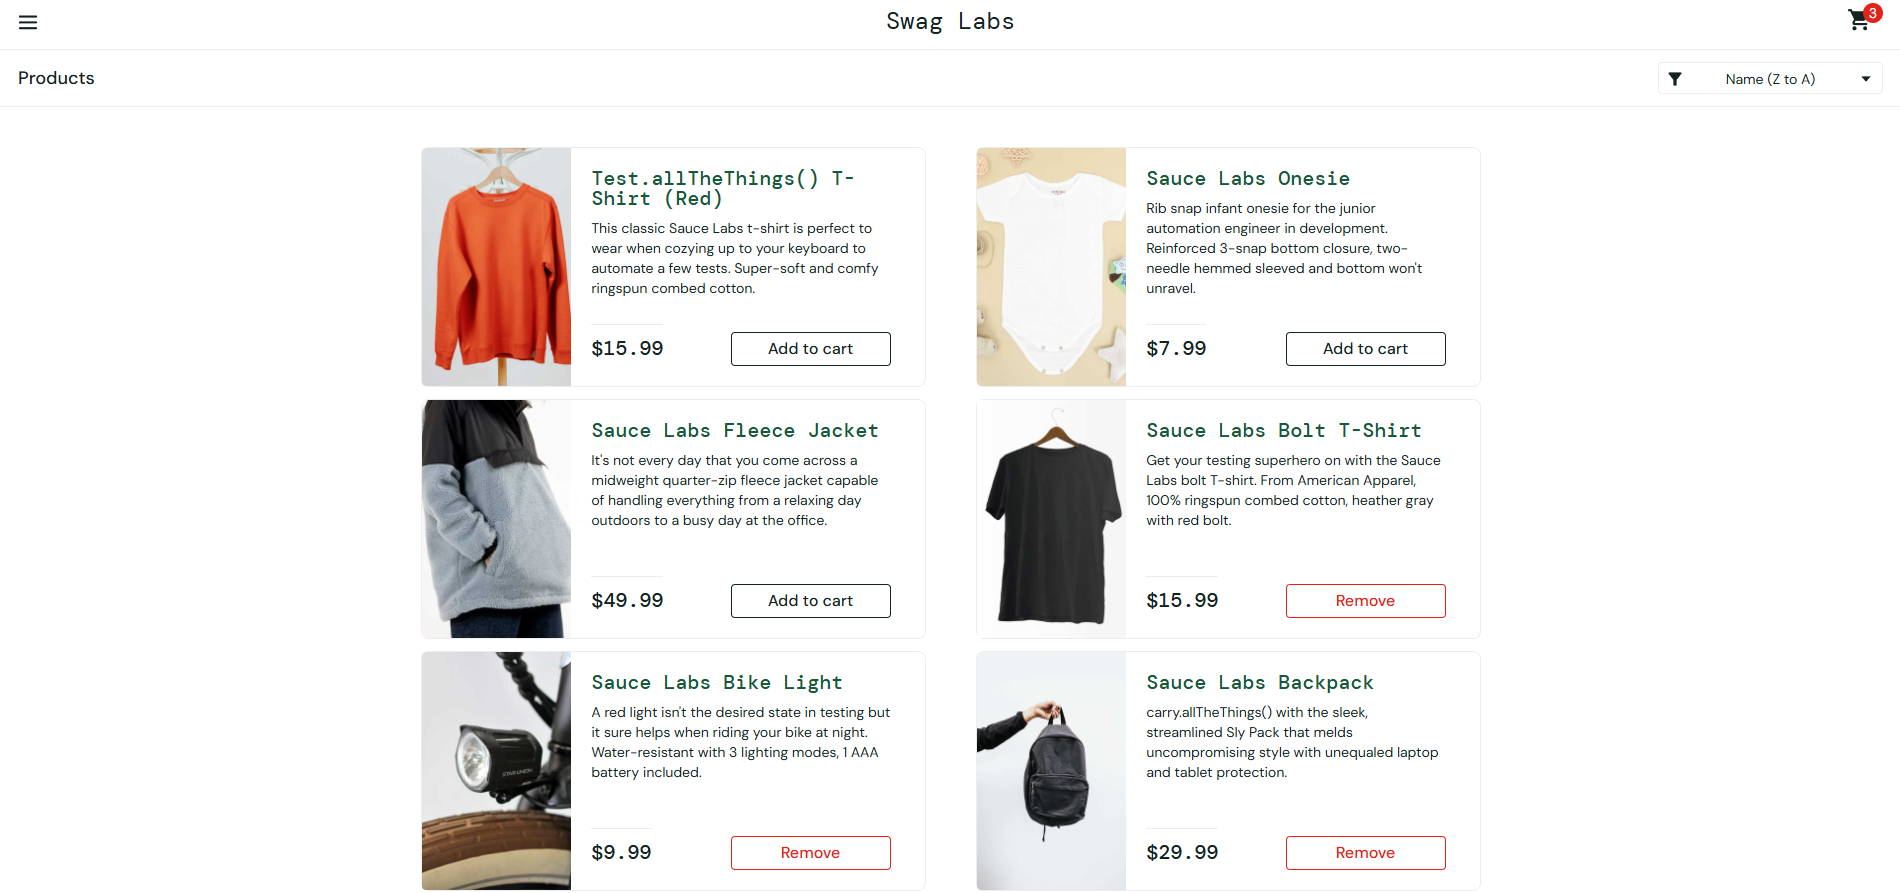 Swag Labs
3
Products
Name (Z to A)
Test.allTheThings() T-
Shirt (Red)
This classic Sauce Labs t-shirt is perfect to
wear when cozying up to your keyboard to
automate a few tests. Super-soft and comfy
ringspun combed cotton.
$15.99
Add to cart
Sauce Labs Onesie
Rib snap infant onesie for the junior
automation engineer in development.
Reinforced 3-snap bottom closure, two-
needle hemmed sleeved and bottom won't
unravel.
$7.99
Add to cart
Sauce Labs Fleece Jacket
It's not every day that you come across a
midweight quarter-zip fleece jacket capable
of handling everything from a relaxing day
outdoors to a busy day at the office.
$49.99
Add to cart
Sauce Labs Bolt T-Shirt
Get your testing superhero on with the Sauce
Labs bolt T-shirt. From American Apparel,
100% ringspun combed cotton, heather gray
with red bolt.
$15.99
Remove
Sauce Labs Bike Light
A red light isn't the desired state in testing but
it sure helps when riding your bike at night.
Water-resistant with 3 lighting modes, 1 AAA
battery included.
$9.99
Remove
STAR UNION
Sauce Labs Backpack
carry.allTheThings() with the sleek,
streamlined Sly Pack that melds
uncompromising style with unequaled laptop
and tablet protection.
$29.99
Remove